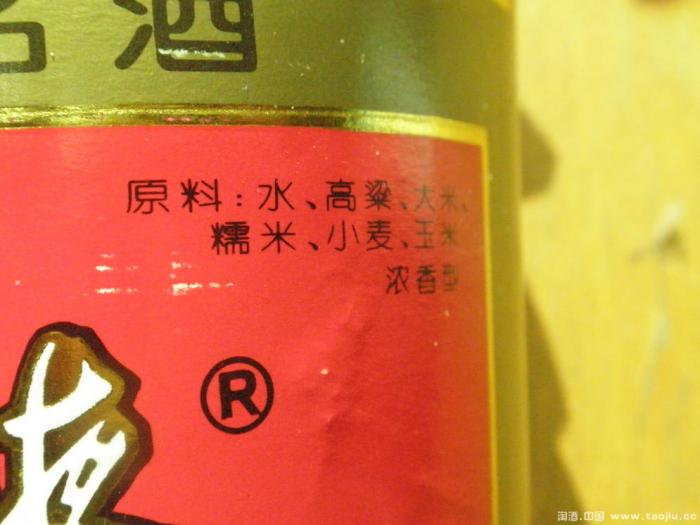 名酒
原料:水、高粱、大米、
糯米、小麦、玉米
浓香型
®
淘酒.中国 www.taojiu.cc